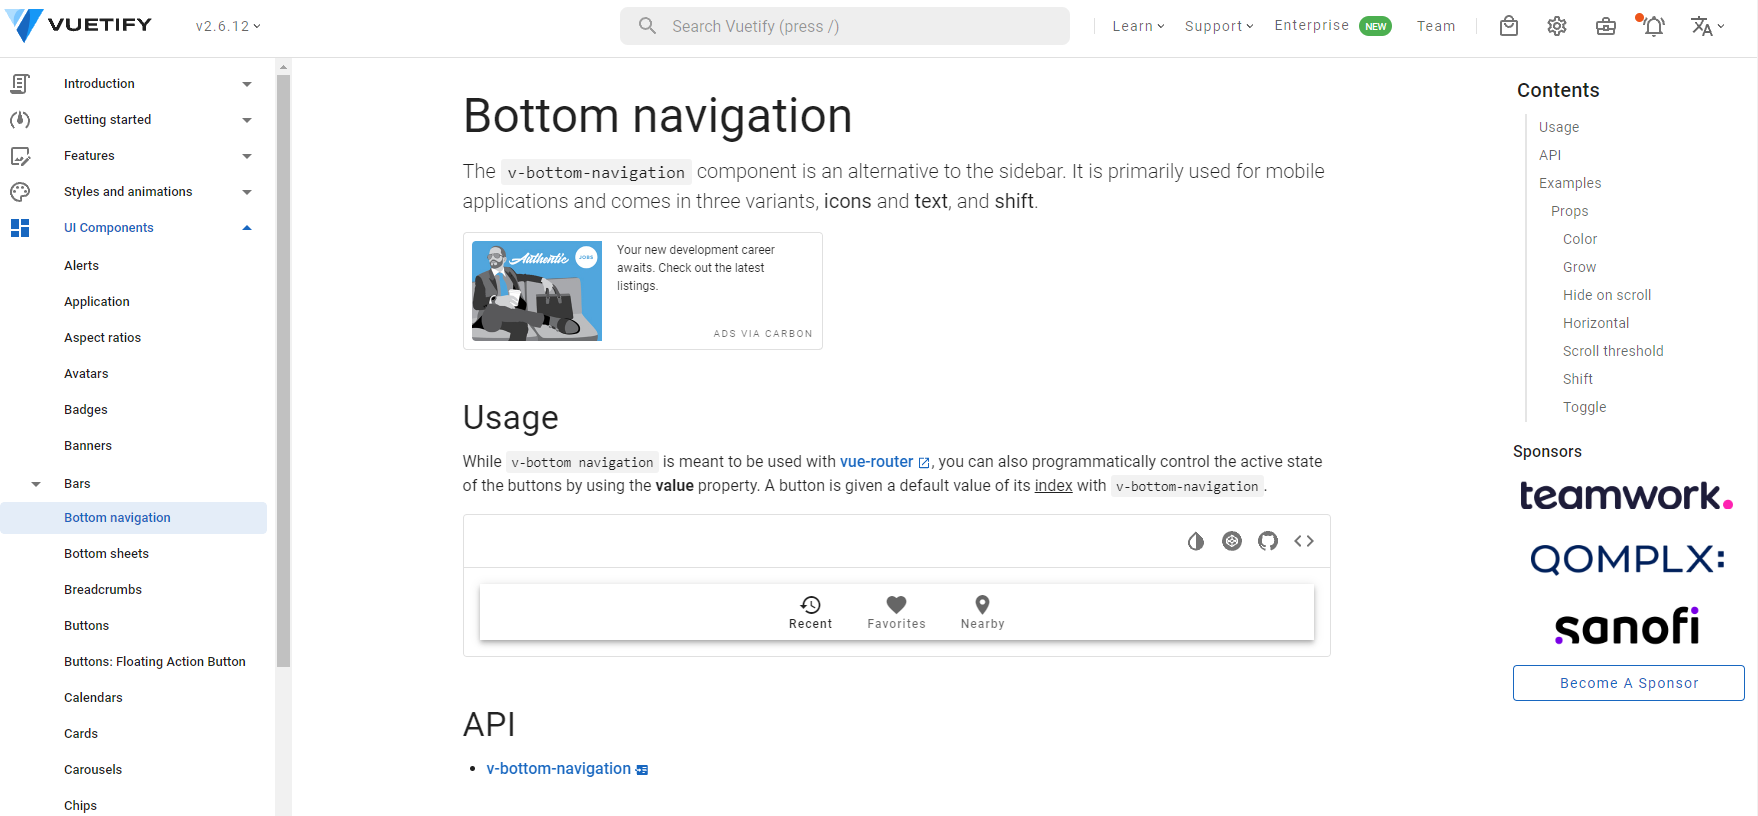 VUETIFY
v2.6.12
Search Vuetify (press /)
Learn
Support
Enterprise
NEW
Team
Introduction
Getting started
Features
Styles and animations
UI Components
Alerts
Application
Aspect ratios
Avatars
Badges
Banners
Bars
Bottom navigation
Bottom sheets
Breadcrumbs
Buttons
Buttons: Floating Action Button
Calendars
Cards
Carousels
Chips
Bottom navigation
The v-bottom-navigation component is an alternative to the sidebar. It is primarily used for mobile
applications and comes in three variants, icons and text, and shift.
Authentic
JOBS
Your new development career
awaits. Check out the latest
listings.
ADS VIA CARBON
Usage
While v-bottom navigation is meant to be used with vue-router, you can also programmatically control the active state
of the buttons by using the value property. A button is given a default value of its index with v-bottom-navigation.
Recent
Favorites
Nearby
API
• v-bottom-navigation
Contents
Usage
API
Examples
Props
Color
Grow
Hide on scroll
Horizontal
Scroll threshold
Shift
Toggle
Sponsors
teamwork.
QOMPLX:
sanofi
Become A Sponsor